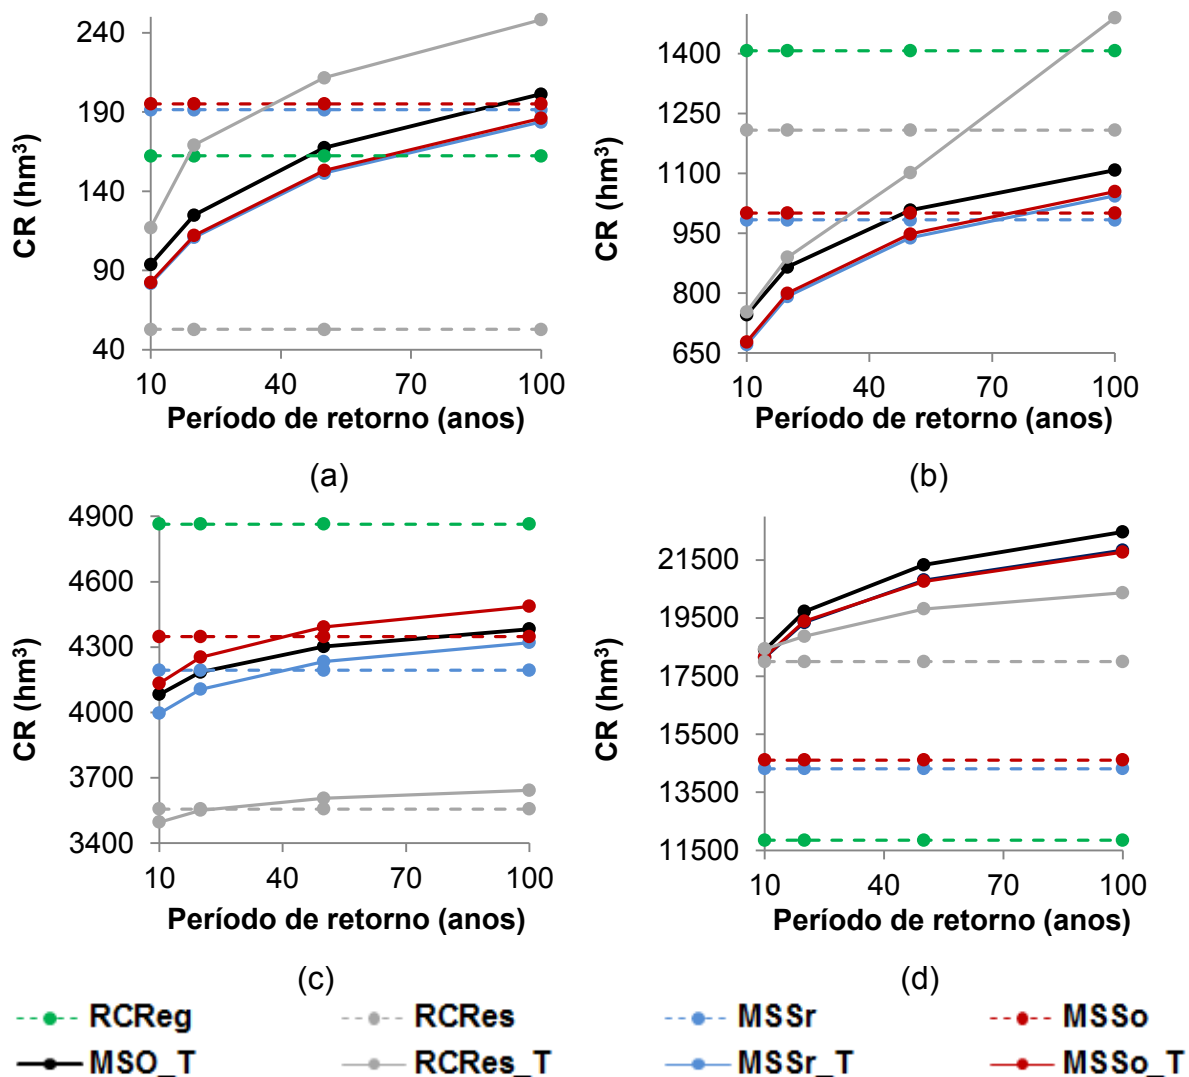 240
190
140
90
40
CR (hm³)
10 40 70 100
Período de retorno (anos)
(a)
1400
1250
1100
950
800
650
CR (hm³)
10 40 70 100
Período de retorno (anos)
(b)
4900
4600
4300
4000
3700
3400
CR (hm³)
10 40 70 100
Período de retorno (anos)
(c)
21500
19500
17500
15500
13500
11500
CR (hm³)
10 40 70 100
Período de retorno (anos)
(d)
RCReg RCRes MSSr MSSo
MSO_T RCRes_T MSSr_T MSSo_T